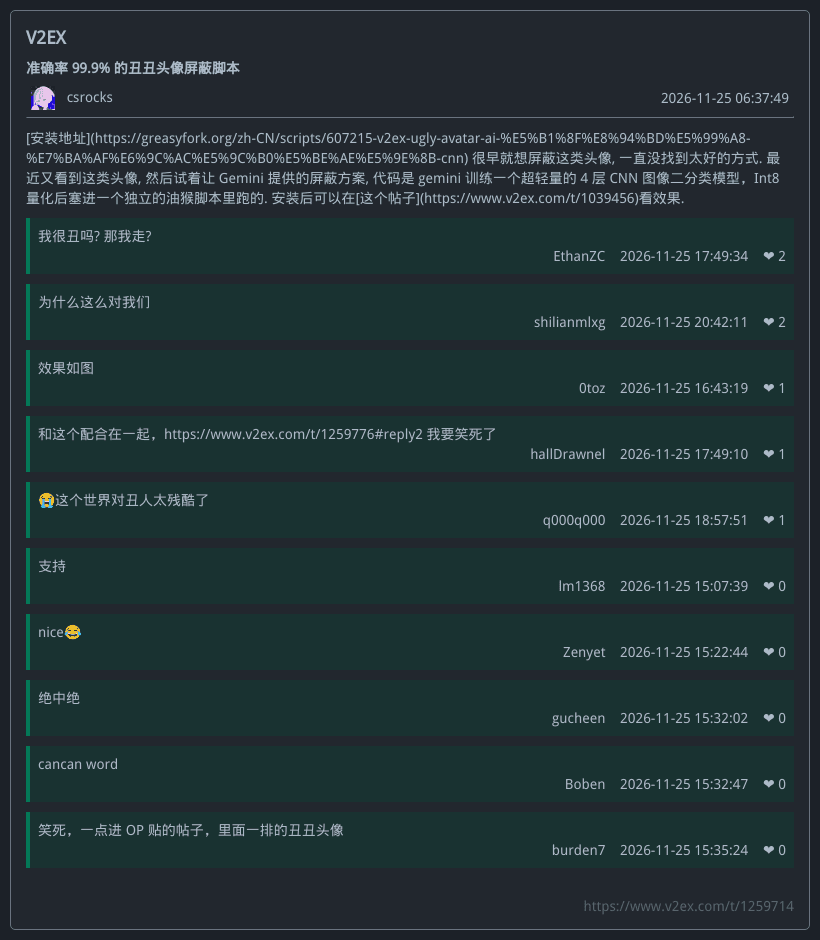 V2EX
准确率 99.9% 的丑丑头像屏蔽脚本
csrocks 2026-11-25 06:37:49
[安装地址](https://greasyfork.org/zh-CN/scripts/607215-v2ex-ugly-avatar-ai-%E5%B1%8F%E8%94%BD%E5%99%A8-
%E7%BA%AF%E6%9C%AC%E5%9C%B0%E5%BE%AE%E5%9E%8B-cnn) 很早就想屏蔽这类头像, 一直没找到太好的方式. 最
近又看到这类头像, 然后试着让 Gemini 提供的屏蔽方案, 代码是 gemini 训练一个超轻量的 4 层 CNN 图像二分类模型，Int8
量化后塞进一个独立的油猴脚本里跑的. 安装后可以在[这个帖子](https://www.v2ex.com/t/1039456)看效果.
我很丑吗? 那我走?
EthanZC 2026-11-25 17:49:34 ❤ 2
为什么这么对我们
shilianmlxg 2026-11-25 20:42:11 ❤ 2
效果如图
0toz 2026-11-25 16:43:19 ❤ 1
和这个配合在一起，https://www.v2ex.com/t/1259776#reply2 我要笑死了
hallDrawnel 2026-11-25 17:49:10 ❤ 1
😭这个世界对丑人太残酷了
q000q000 2026-11-25 18:57:51 ❤ 1
支持
lm1368 2026-11-25 15:07:39 ❤ 0
nice😂
Zenyet 2026-11-25 15:22:44 ❤ 0
绝中绝
gucheen 2026-11-25 15:32:02 ❤ 0
cancan word
Boben 2026-11-25 15:32:47 ❤ 0
笑死，一点进 OP 贴的帖子，里面一排的丑丑头像
burden7 2026-11-25 15:35:24 ❤ 0
https://www.v2ex.com/t/1259714